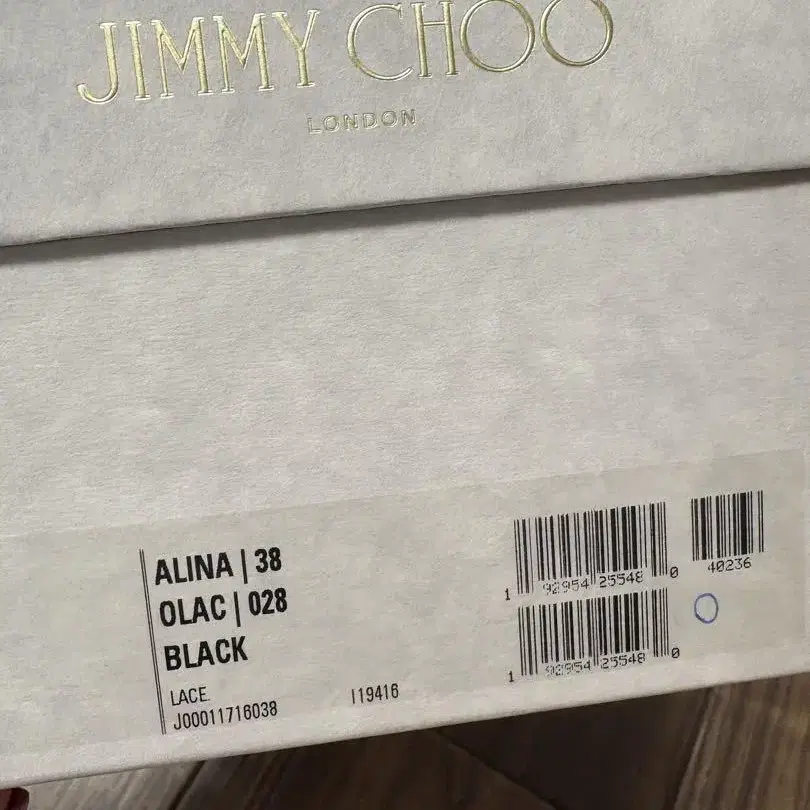 JIMMY CHOO
LONDON
ALINA | 38
OLAC | 028
BLACK
LACE.
J00011716038
I19416
1 92954 25548 0
40236
1 92954 25548 0